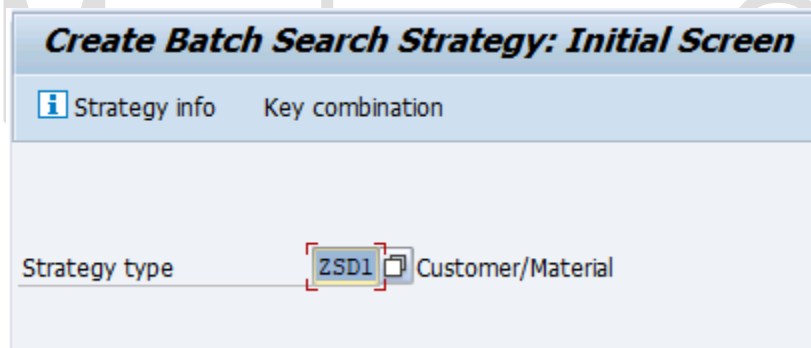 Create Batch Search Strategy: Initial Screen
Strategy info Key combination
Strategy type ZSD1 Customer/Material